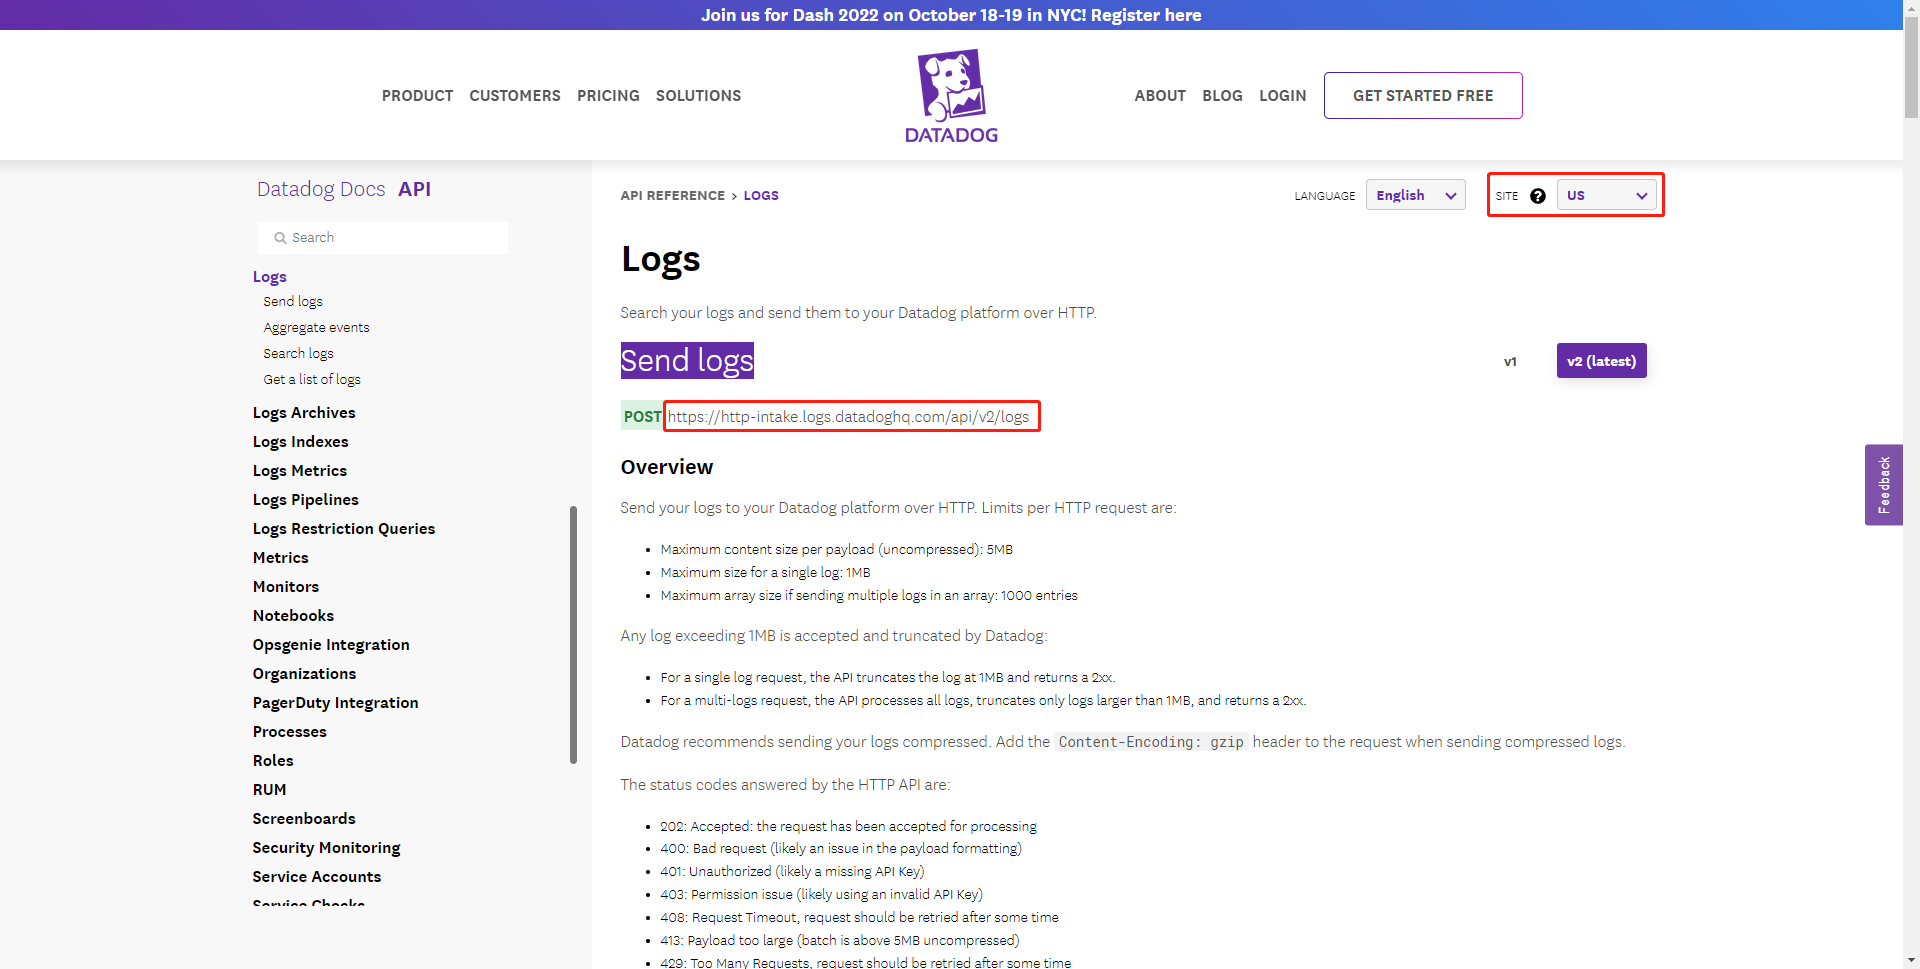 Join us for Dash 2022 on October 18-19 in NYC! Register here
PRODUCT CUSTOMERS PRICING SOLUTIONS
DATADOG
ABOUT BLOG LOGIN GET STARTED FREE
Datadog Docs API
Search
Logs
Send logs
Aggregate events
Search logs
Get a list of logs
Logs Archives
Logs Indexes
Logs Metrics
Logs Pipelines
Logs Restriction Queries
Metrics
Monitors
Notebooks
Opsgenie Integration
Organizations
PagerDuty Integration
Processes
Roles
RUM
Screenboards
Security Monitoring
Service Accounts
Service Checks
API REFERENCE > LOGS
LANGUAGE English
SITE ? US
Logs
Search your logs and send them to your Datadog platform over HTTP.
Send logs
v1 v2 (latest)
POST https://http-intake.logs.datadoghq.com/api/v2/logs
Overview
Send your logs to your Datadog platform over HTTP. Limits per HTTP request are:
• Maximum content size per payload (uncompressed): 5MB
• Maximum size for a single log: 1MB
• Maximum array size if sending multiple logs in an array: 1000 entries
Any log exceeding 1MB is accepted and truncated by Datadog:
• For a single log request, the API truncates the log at 1MB and returns a 2xx.
• For a multi-logs request, the API processes all logs, truncates only logs larger than 1MB, and returns a 2xx.
Datadog recommends sending your logs compressed. Add the Content-Encoding: gzip header to the request when sending compressed logs.
The status codes answered by the HTTP API are:
• 202: Accepted: the request has been accepted for processing
• 400: Bad request (likely an issue in the payload formatting)
• 401: Unauthorized (likely a missing API Key)
• 403: Permission issue (likely using an invalid API Key)
• 408: Request Timeout, request should be retried after some time
• 413: Payload too large (batch is above 5MB uncompressed)
• 429: Too Many Requests, request should be retried after some time
Feedback